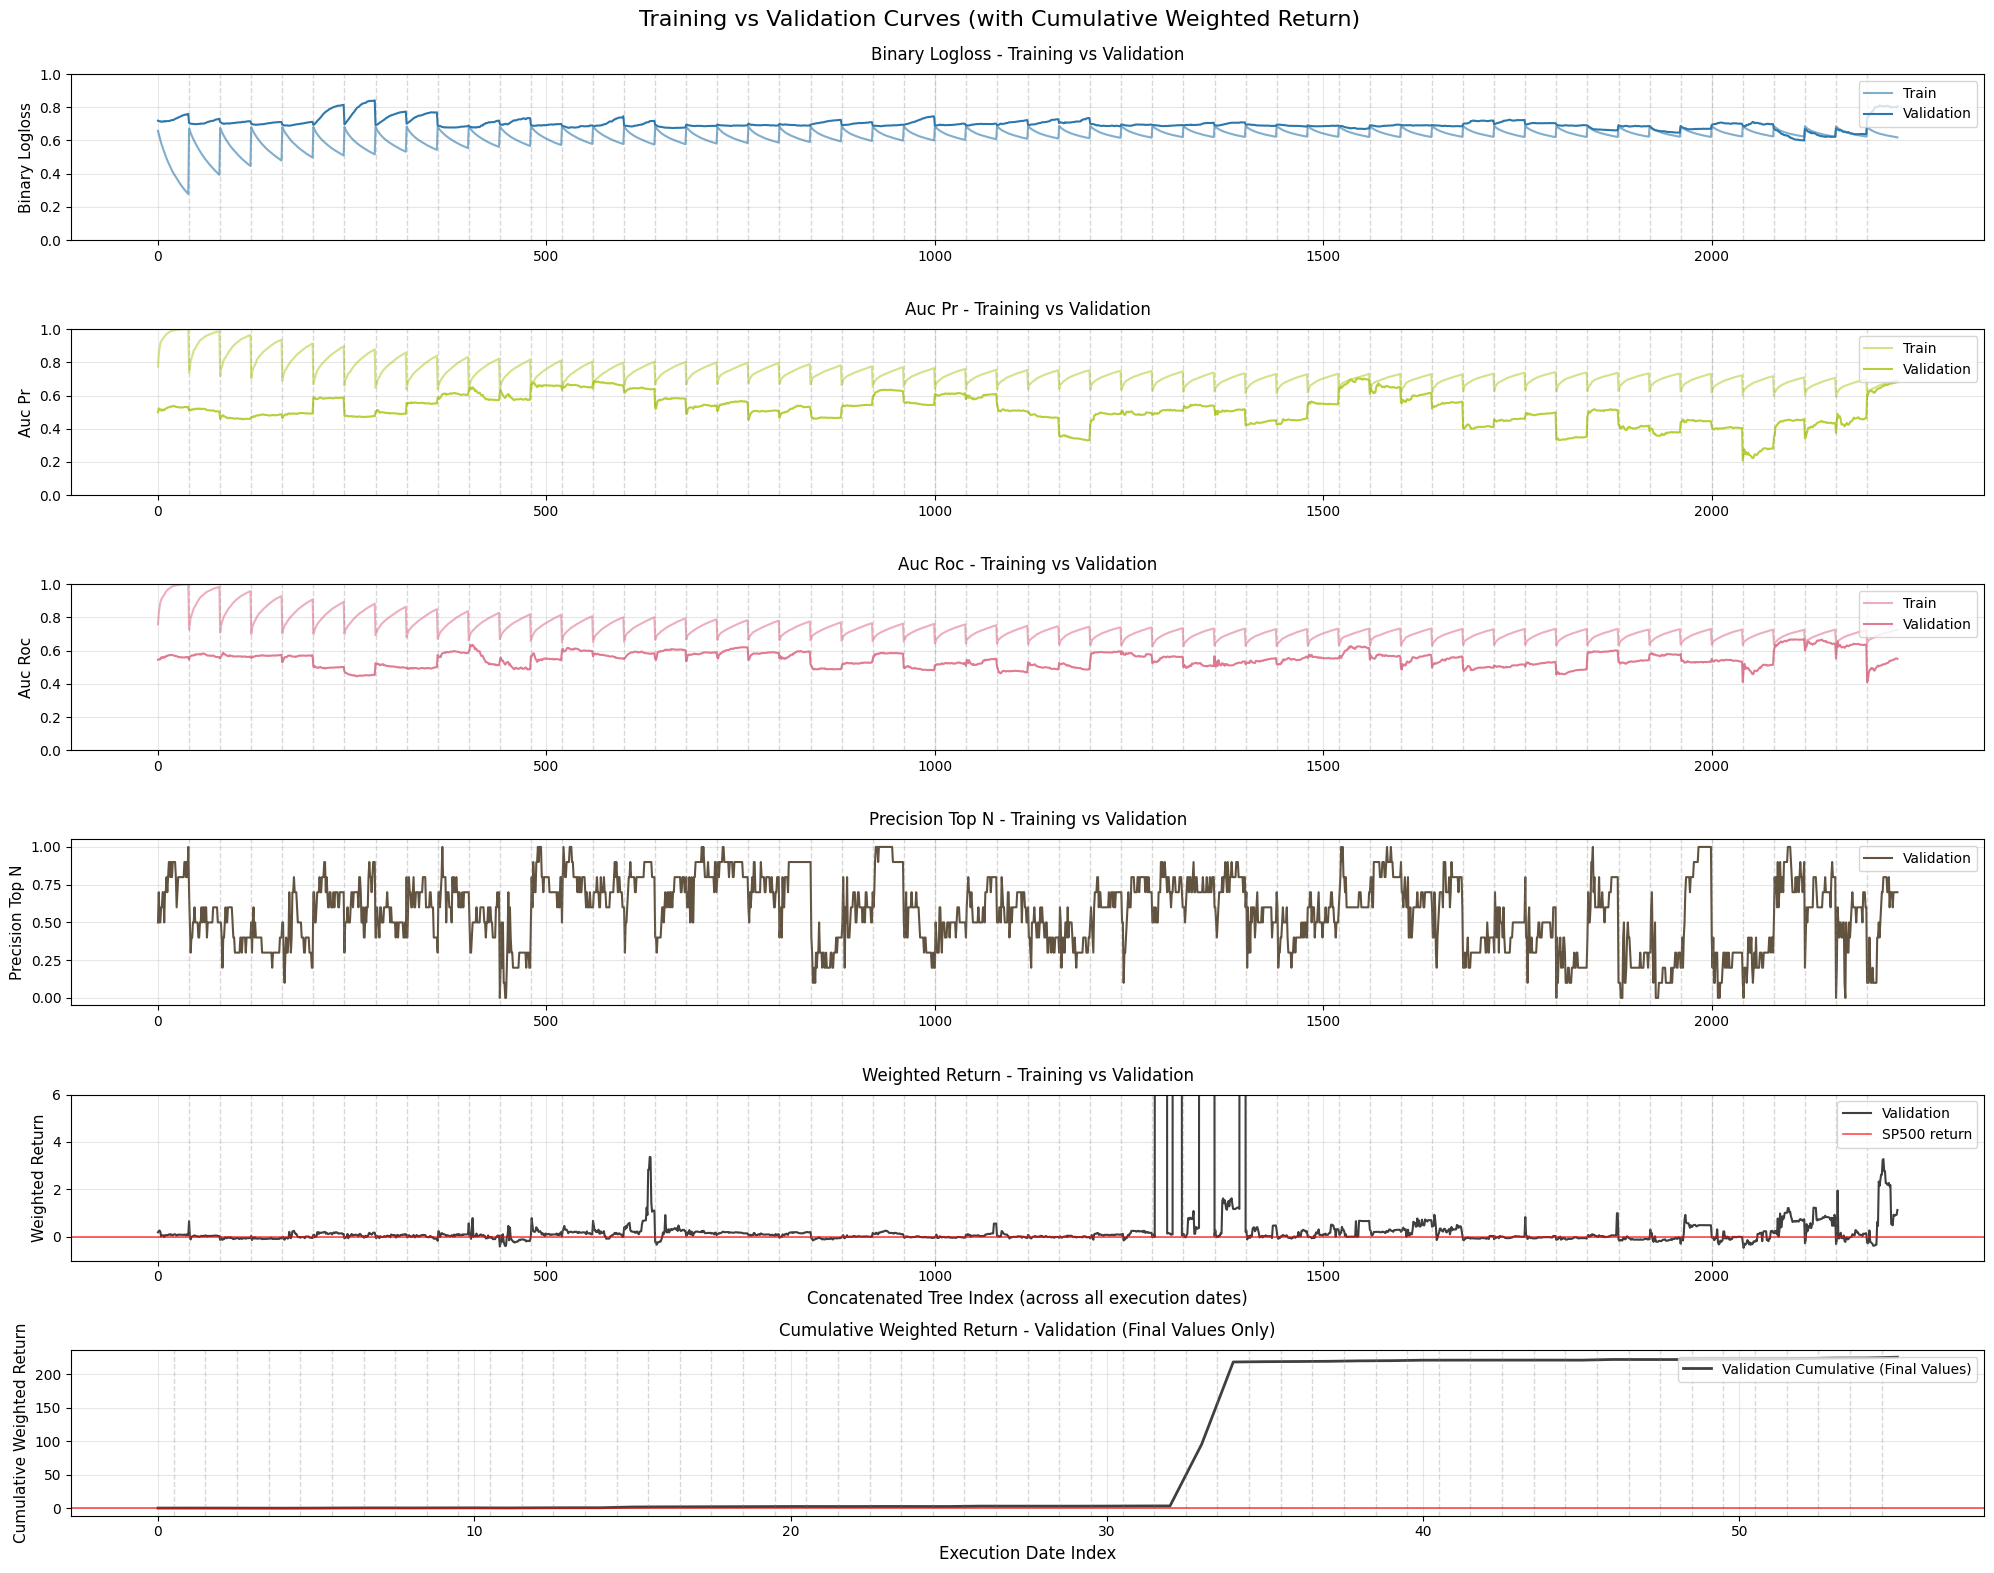 Training vs Validation Curves (with Cumulative Weighted Return)
Binary Logloss - Training vs Validation
Binary Logloss
1.0
0.8
0.6
0.4
0.2
0.0
Train
Validation
0 500 1000 1500 2000
Auc Pr - Training vs Validation
Auc Pr
1.0
0.8
0.6
0.4
0.2
0.0
Train
Validation
0 500 1000 1500 2000
Auc Roc - Training vs Validation
Auc Roc
1.0
0.8
0.6
0.4
0.2
0.0
Train
Validation
0 500 1000 1500 2000
Precision Top N - Training vs Validation
Precision Top N
1.00
0.75
0.50
0.25
0.00
Validation
0 500 1000 1500 2000
Weighted Return - Training vs Validation
Weighted Return
6
4
2
0
Validation
SP500 return
0 500 1000 1500 2000
Concatenated Tree Index (across all execution dates)
Cumulative Weighted Return - Validation (Final Values Only)
Cumulative Weighted Return
200
150
100
50
0
Validation Cumulative (Final Values)
0 10 20 30 40 50
Execution Date Index